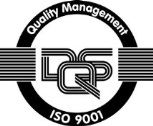 Quality Management
DQS
ISO 9001